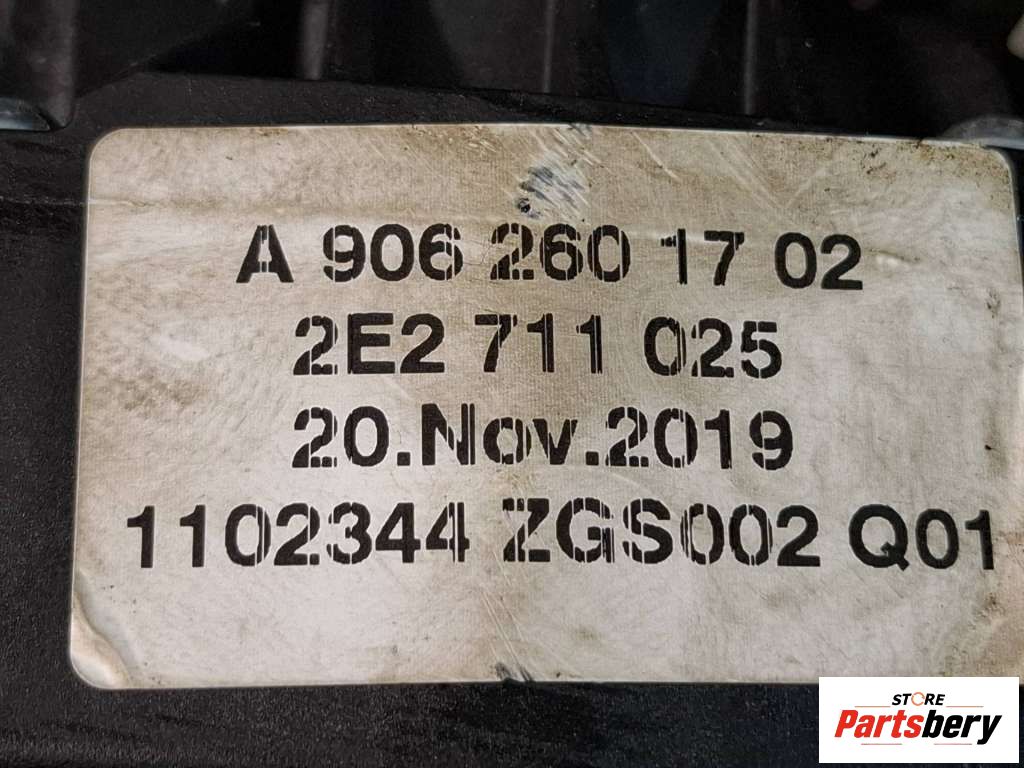 A 906 260 17 02
2E2 711 025
20.Nov.2019
1102344 ZGS002 Q01
STORE
Partsbery